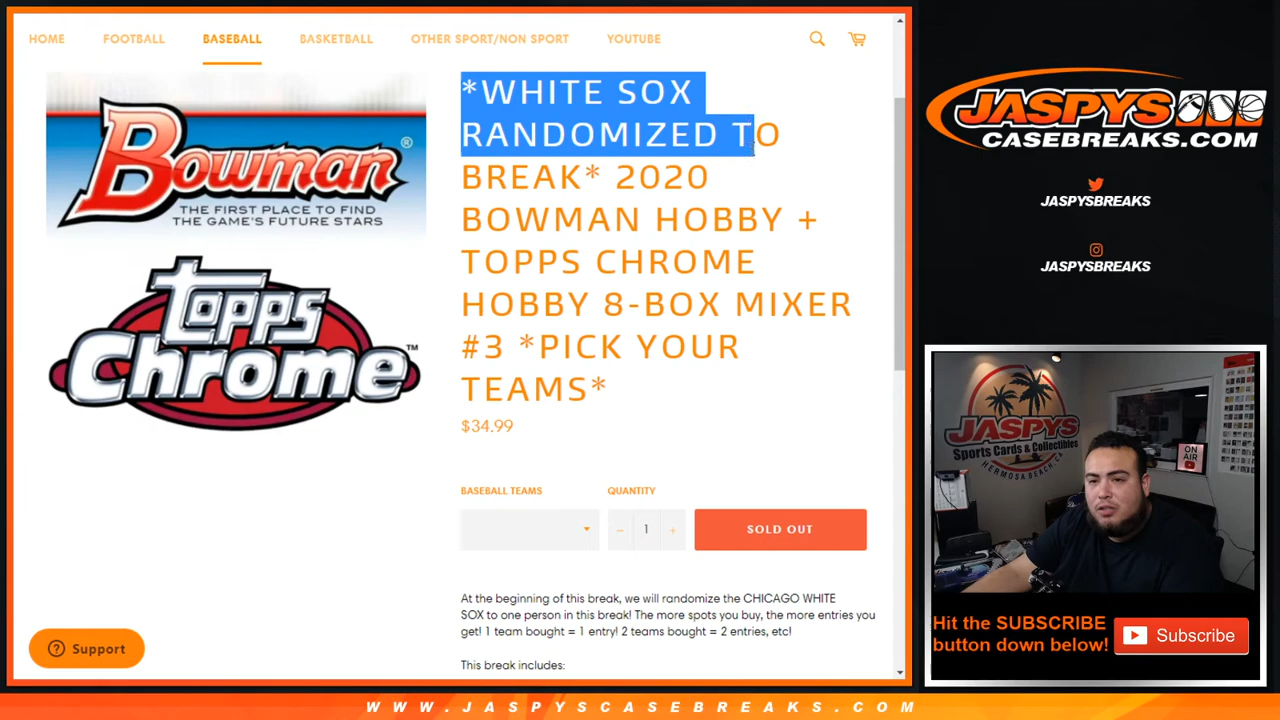 HOME FOOTBALL BASEBALL BASKETBALL OTHER SPORT/NON SPORT YOUTUBE
Bowman®
THE FIRST PLACE TO FIND
THE GAME'S FUTURE STARS
topps
Chrome™
*WHITE SOX
RANDOMIZED TO
BREAK* 2020
BOWMAN HOBBY +
TOPPS CHROME
HOBBY 8-BOX MIXER
#3 *PICK YOUR
TEAMS*
$34.99
BASEBALL TEAMS QUANTITY
− 1 + SOLD OUT
At the beginning of this break, we will randomize the CHICAGO WHITE
SOX to one person in this break! The more spots you buy, the more entries you
get! 1 team bought = 1 entry! 2 teams bought = 2 entries, etc!
This break includes:
Support
JASPYS
CASEBREAKS.COM
JASPYSBREAKS
JASPYSBREAKS
JASPYS
Sports Cards & Collectibles
HERMOSA BEACH, CA
ON
AIR
Hit the SUBSCRIBE
button down below!
Subscribe
WWW.JASPYSCASEBREAKS.COM